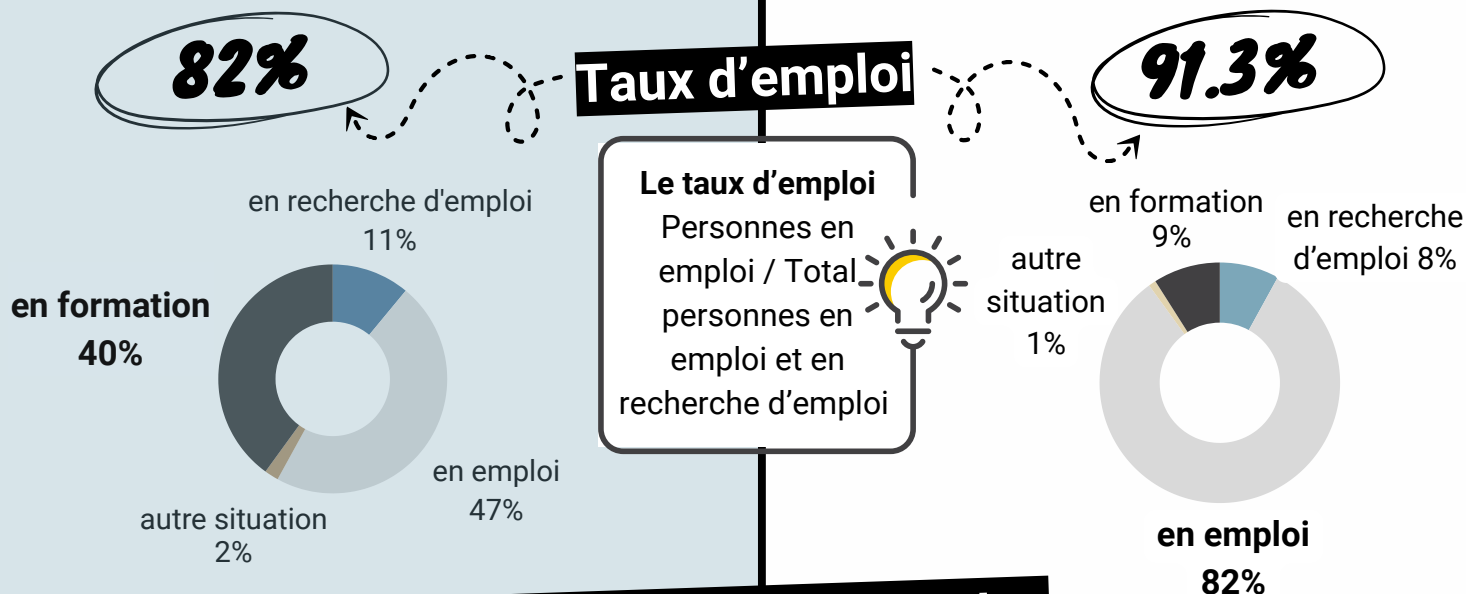 82%
Taux d’emploi
91.3%
en recherche d'emploi
11%
en formation
40%
en emploi
47%
autre situation
2%
Le taux d’emploi
Personnes en
emploi / Total
personnes en
emploi et en
recherche d’emploi
en formation
9%
en recherche
d’emploi 8%
autre
situation
1%
en emploi
82%